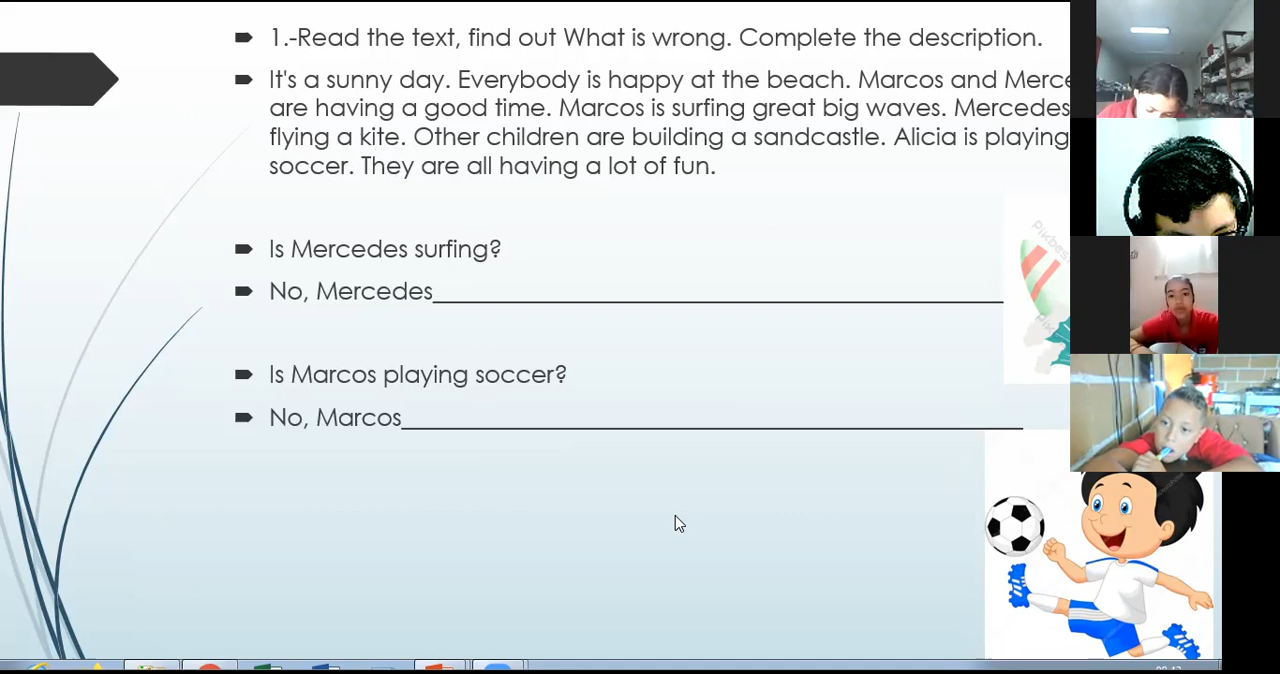 1.-Read the text, find out What is wrong. Complete the description.
It's a sunny day. Everybody is happy at the beach. Marcos and Merce
are having a good time. Marcos is surfing great big waves. Mercedes
flying a kite. Other children are building a sandcastle. Alicia is playing
soccer. They are all having a lot of fun.
Is Mercedes surfing?
No, Mercedes
Is Marcos playing soccer?
No, Marcos